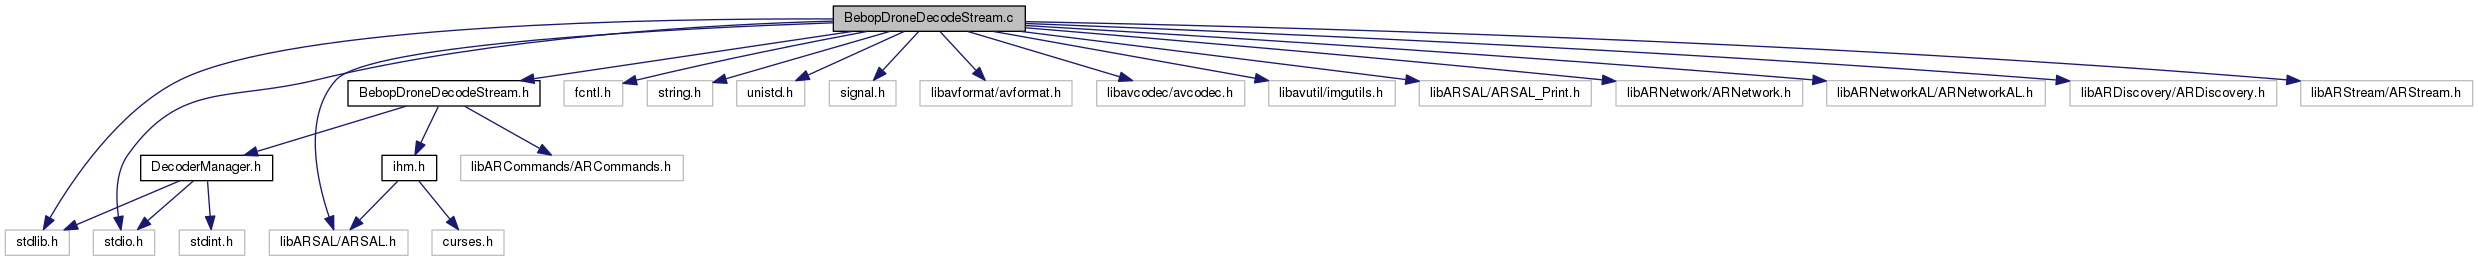 BebopDroneDecodeStream.c
BebopDroneDecodeStream.h
fcntl.h
string.h
unistd.h
signal.h
libavformat/avformat.h
libavcodec/avcodec.h
libavutil/imgutils.h
libARSAL/ARSAL_Print.h
libARNetwork/ARNetwork.h
libARNetworkAL/ARNetworkAL.h
libARDiscovery/ARDiscovery.h
libARStream/ARStream.h
DecoderManager.h
ihm.h
libARCommands/ARCommands.h
stdlib.h
stdio.h
stdint.h
libARSAL/ARSAL.h
curses.h